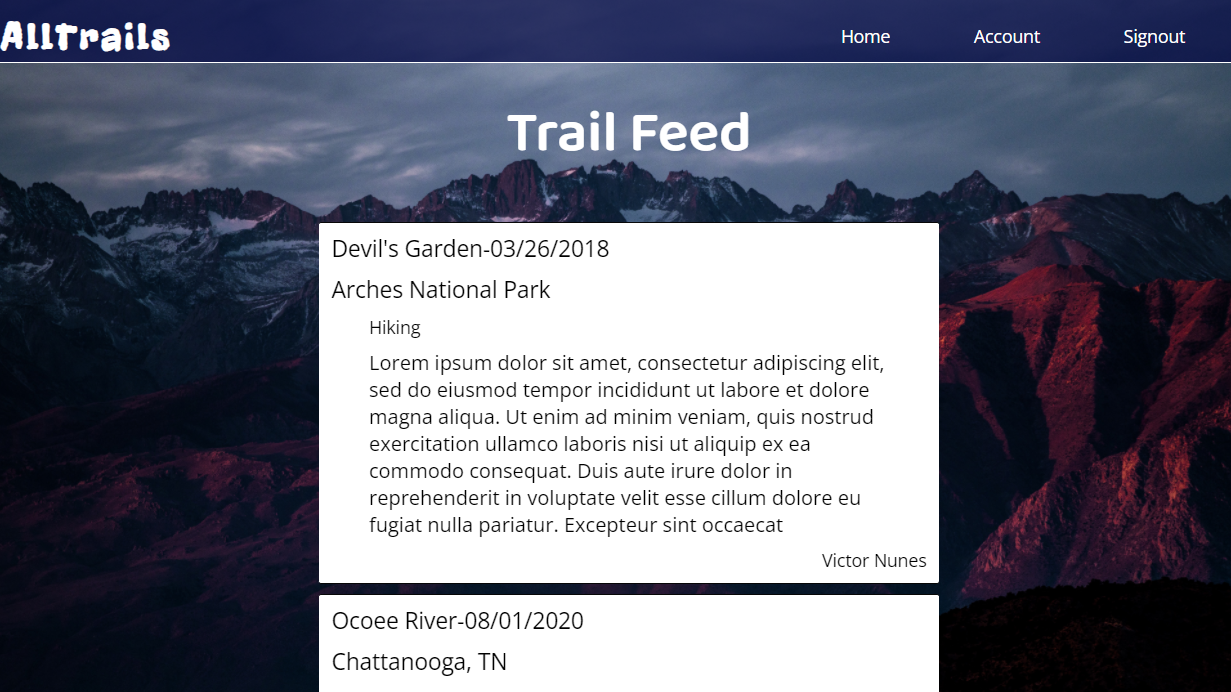 AllTrails
Home Account Signout
Trail Feed
Devil's Garden-03/26/2018
Arches National Park
Hiking
Lorem ipsum dolor sit amet, consectetur adipiscing elit,
sed do eiusmod tempor incididunt ut labore et dolore
magna aliqua. Ut enim ad minim veniam, quis nostrud
exercitation ullamco laboris nisi ut aliquip ex ea
commodo consequat. Duis aute irure dolor in
reprehenderit in voluptate velit esse cillum dolore eu
fugiat nulla pariatur. Excepteur sint occaecat
Victor Nunes
Ocoee River-08/01/2020
Chattanooga, TN